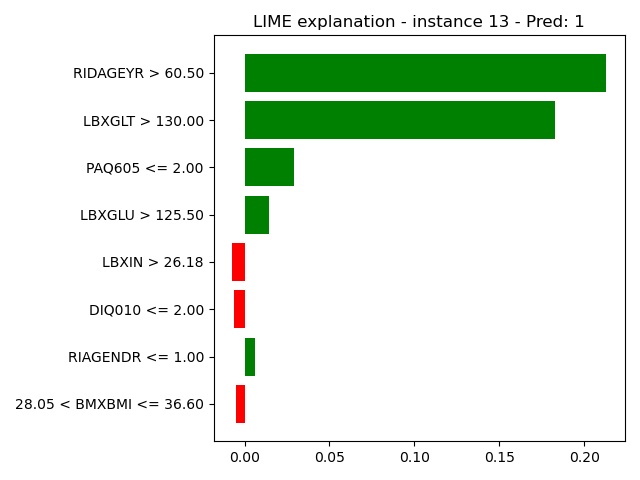 LIME explanation - instance 13 - Pred: 1
RIDAGEYR > 60.50
LBXGLT > 130.00
PAQ605 <= 2.00
LBXGLU > 125.50
LBXIN > 26.18
DIQ010 <= 2.00
RIAGENDR <= 1.00
28.05 < BMXBMI <= 36.60
0.00 0.05 0.10 0.15 0.20